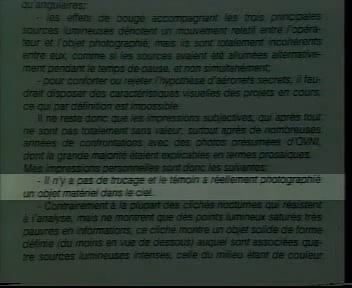 qu'angulaires;
- les effets de bougé accompagnant les trois principales
sources lumineuses dénotent un mouvement relatif entre l'opéra-
teur et l'objet photographié; mais ils sont totalement incohérents
entre eux, comme si les sources avaient été allumées alternative-
ment pendant le temps de pause, et non simultanément;
- pour conforter ou rejeter l'hypothèse d'aéronefs secrets, il fau-
drait disposer des caractéristiques visuelles des projets en cours,
ce qui par définition est impossible.
Il ne reste donc que les impressions subjectives, qui après tout
ne sont pas totalement sans valeur, surtout après de nombreuses
années de confrontations avec des photos présumées d'OVNI,
dont la grande majorité étaient explicables en termes prosaïques.
Mes impressions personnelles sont donc les suivantes:
- Il n'y a pas de trucage et le témoin a réellement photographié
un objet matériel dans le ciel.
- Contrairement à la plupart des clichés nocturnes qui résistent
à l'analyse, mais ne montrent que des points lumineux saturés très
pauvres en informations, ce cliché montre un objet solide de forme
définie (du moins en vue de dessous) auquel sont associées qua-
tre sources lumineuses intenses, celle du milieu étant de couleur